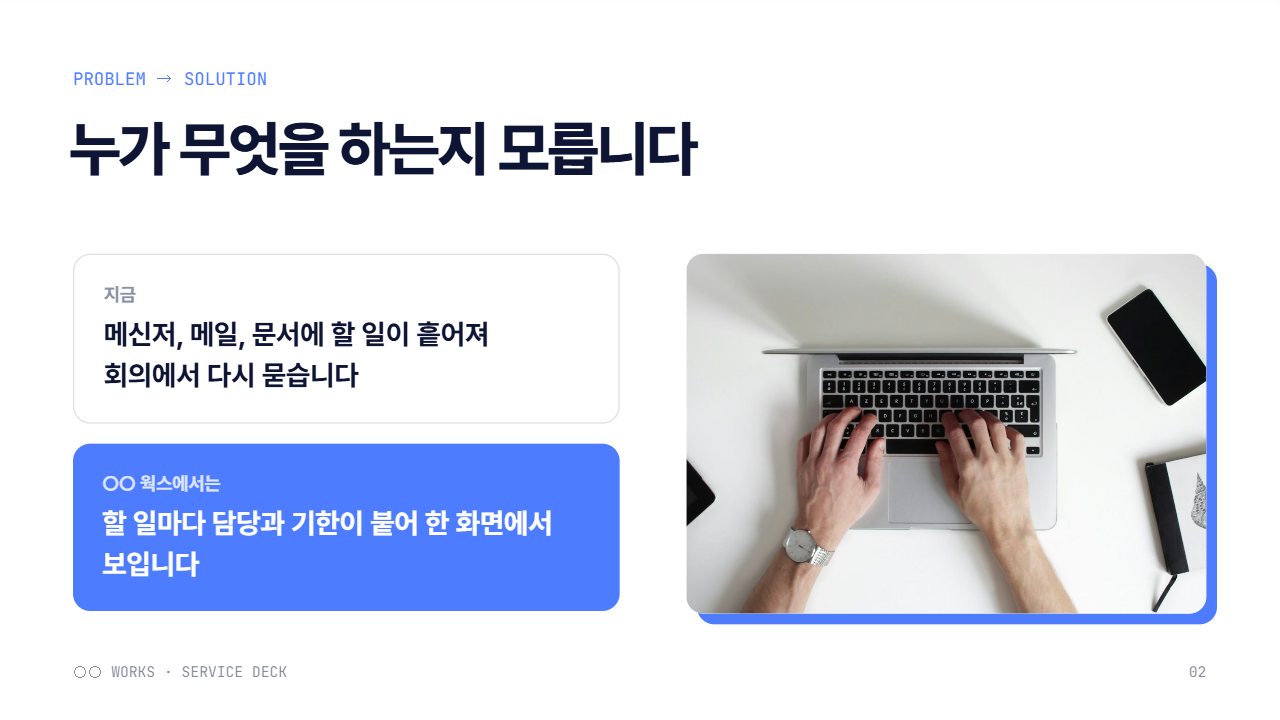 PROBLEM → SOLUTION
누가 무엇을 하는지 모릅니다
지금
메신저, 메일, 문서에 할 일이 흩어져
회의에서 다시 묻습니다
○○ 웍스에서는
할 일마다 담당과 기한이 붙어 한 화면에서
보입니다
○○ WORKS · SERVICE DECK
02